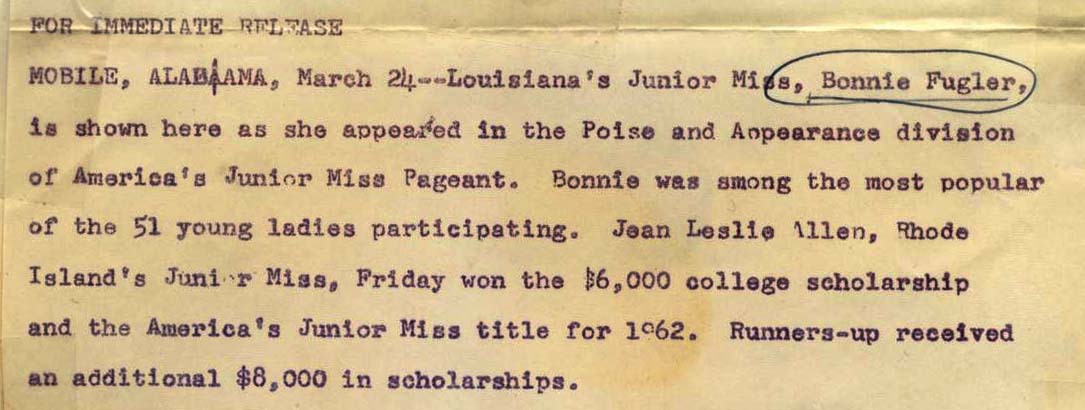 FOR IMMEDIATE RELEASE
MOBILE, ALABAAMA, March 24--Louisiana's Junior Miss, Bonnie Fugler,
is shown here as she appeared in the Poise and Appearance division
of America's Junior Miss Pageant. Bonnie was among the most popular
of the 51 young ladies participating. Jean Leslie Allen, Rhode
Island's Junior Miss, Friday won the $6,000 college scholarship
and the America's Junior Miss title for 1962. Runners-up received
an additional $8,000 in scholarships.